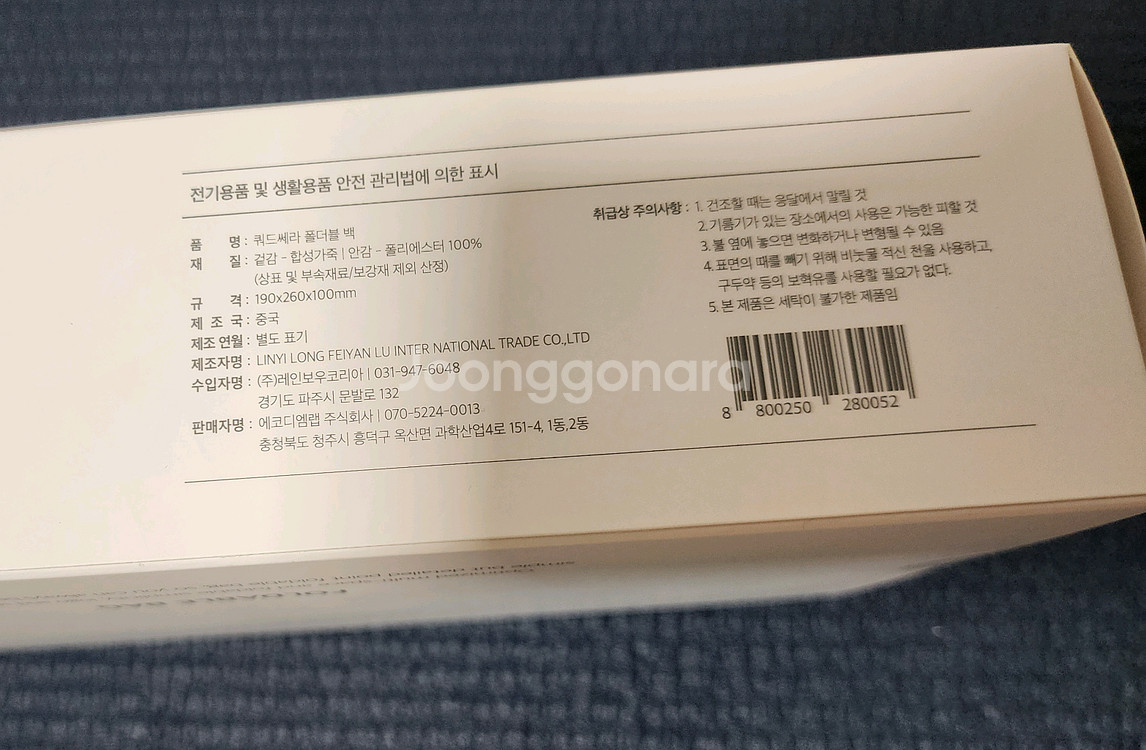 전기용품 및 생활용품 안전 관리법에 의한 표시
품 명 : 쿼드쎄라 폴더블 백
재 질 : 겉감 - 합성가죽 | 안감 - 폴리에스터 100%
(상표 및 부속재료/보강재 제외 산정)
규 격 : 190x260x100mm
제 조 국 : 중국
제조 연월 : 별도 표기
제조자명 : LINYI LONG FEIYAN LU INTER NATIONAL TRADE CO.,LTD
수입자명 : (주)레인보우코리아 | 031-947-6048
경기도 파주시 문발로 132
판매자명 : 에코디엠랩 주식회사 | 070-5224-0013
충청북도 청주시 흥덕구 옥산면 과학산업4로 151-4, 1동,2동
취급상 주의사항 : 1. 건조할 때는 응달에서 말릴 것
2. 기름기가 있는 장소에서의 사용은 가능한 피할 것
3. 불 옆에 놓으면 변화하거나 변형될 수 있음
4. 표면의 때를 빼기 위해 비눗물 적신 천을 사용하고,
구두약 등의 보혁유를 사용할 필요가 없다.
5. 본 제품은 세탁이 불가한 제품임
8 800250 280052
Joonggonara
FOLDABLE BAG
simple but detailed point foldable bag, so you can always